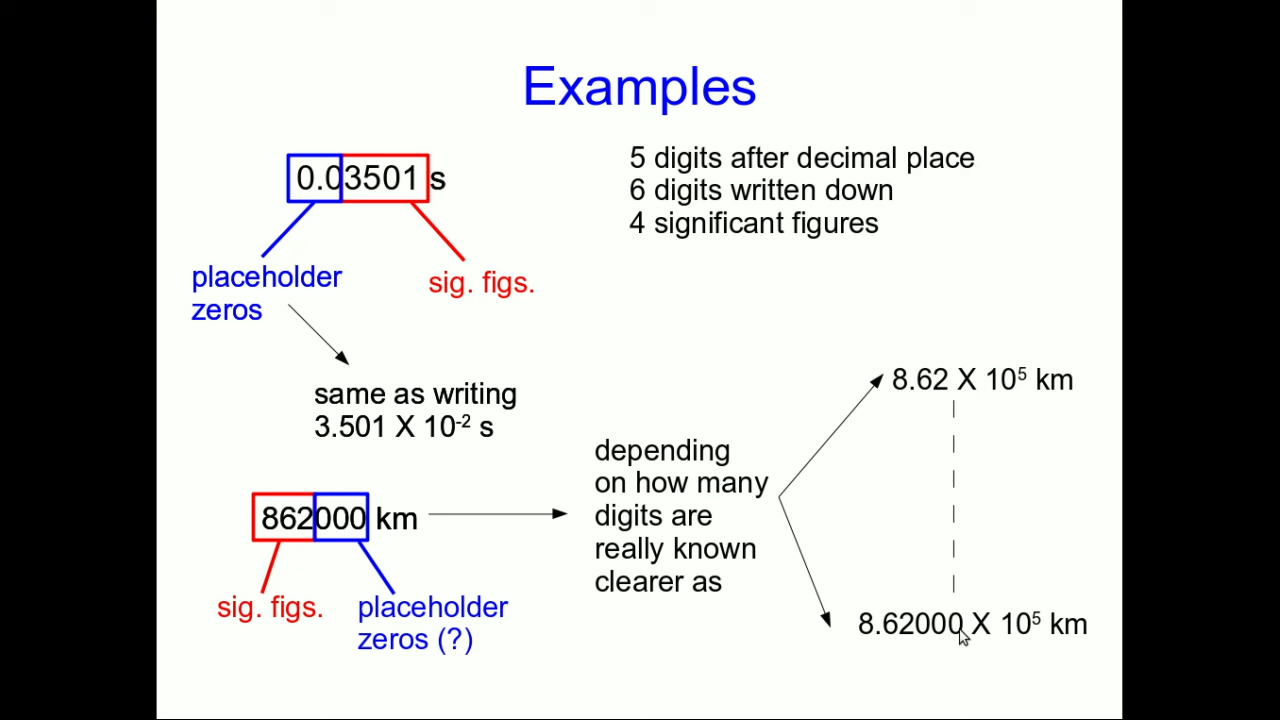 Examples
0.03501 s
5 digits after decimal place
6 digits written down
4 significant figures
placeholder
zeros
sig. figs.
same as writing
3.501 X 10⁻² s
8.62 X 10⁵ km
depending
on how many
digits are
really known
clearer as
862000 km
sig. figs.
placeholder
zeros (?)
8.62000 X 10⁵ km